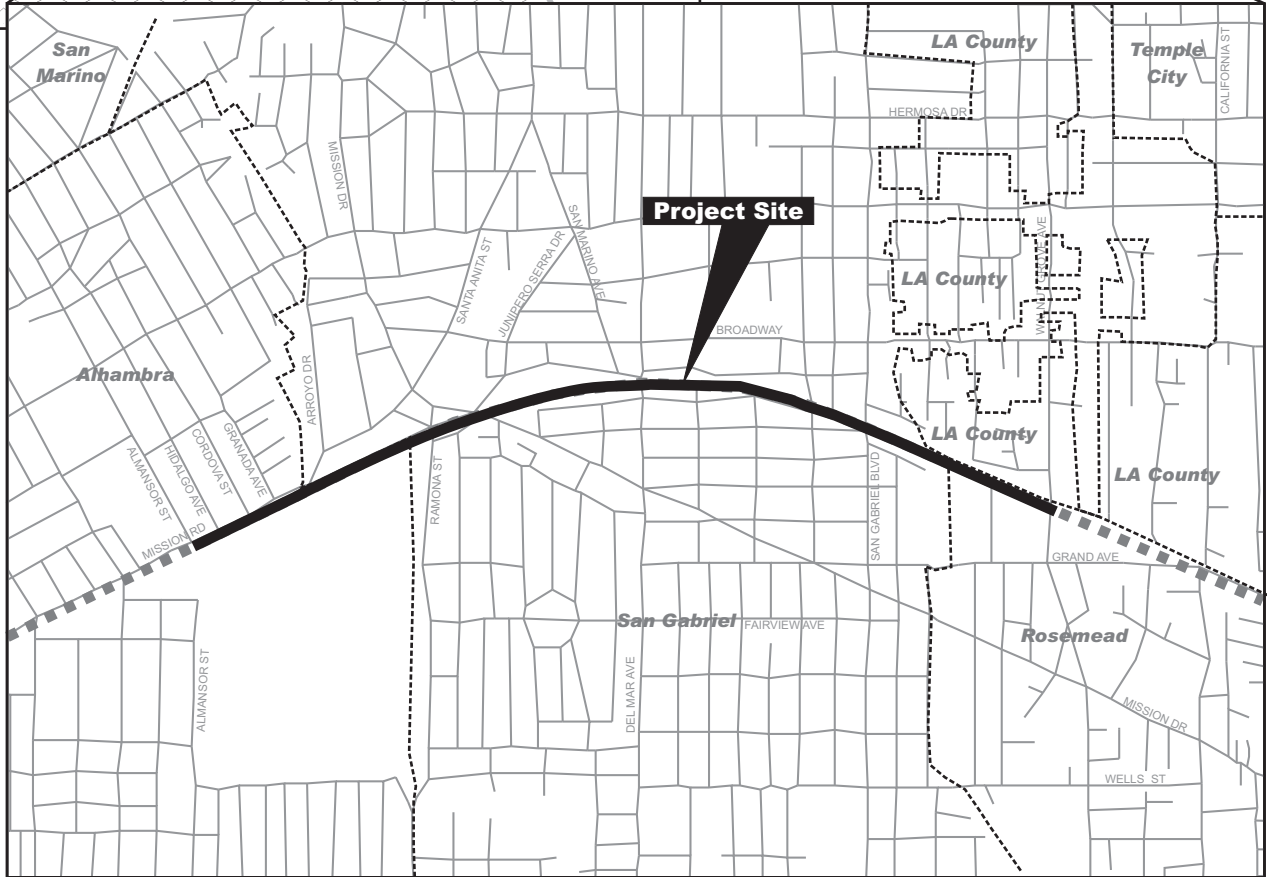 San
Marino
LA County
Temple
City
CALIFORNIA ST
HERMOSA DR
MISSION DR
Project Site
SANTA ANITA ST
JUNIPERO SERRA DR
SAN MARINO AVE
WALNUT GROVE AVE
LA County
BROADWAY
Alhambra
ARROYO DR
GRANADA AVE
CORDOVA ST
HIDALGO AVE
ALMANSOR ST
MISSION RD
RAMONA ST
SAN GABRIEL BLVD
LA County
LA County
GRAND AVE
San Gabriel
FAIRVIEW AVE
Rosemead
ALMANSOR ST
DEL MAR AVE
MISSION DR
WELLS ST